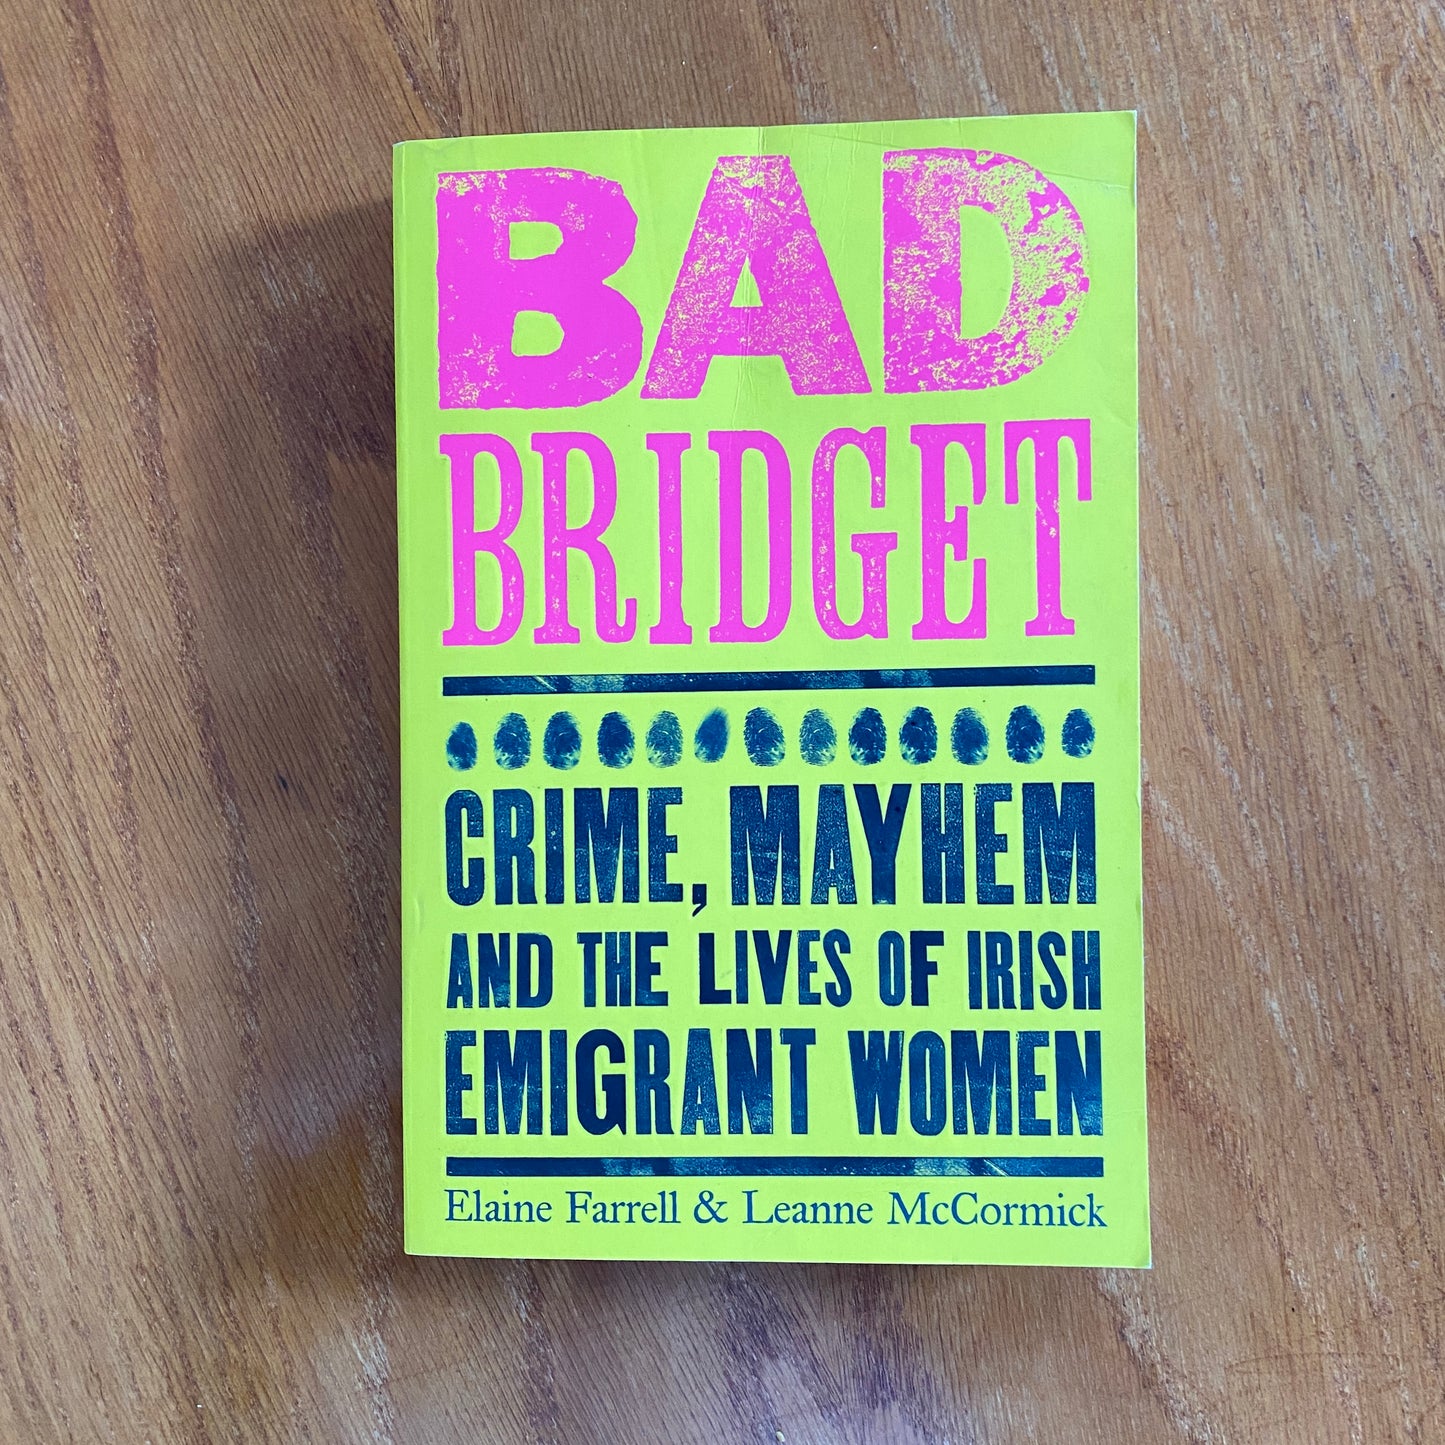 BAD
BRIDGET
CRIME, MAYHEM
AND THE LIVES OF IRISH
EMIGRANT WOMEN
Elaine Farrell & Leanne McCormick